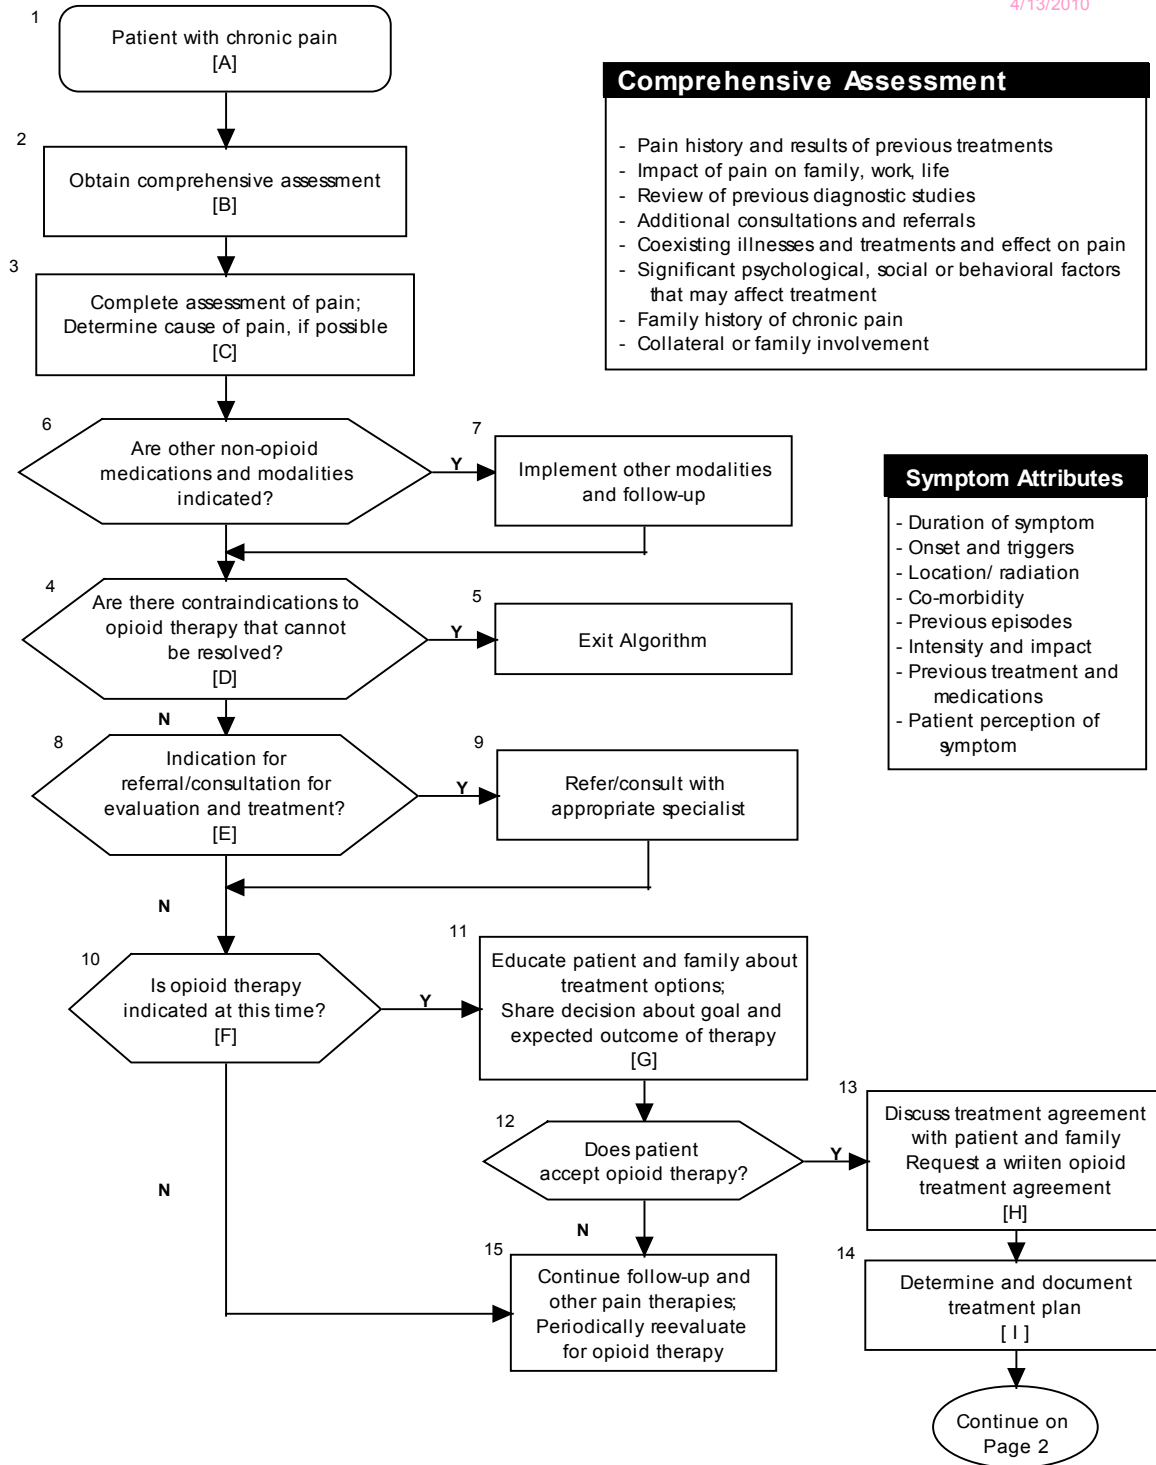 4/13/2010
1
Patient with chronic pain
[A]
2
Obtain comprehensive assessment
[B]
3
Complete assessment of pain;
Determine cause of pain, if possible
[C]
Comprehensive Assessment
- Pain history and results of previous treatments
- Impact of pain on family, work, life
- Review of previous diagnostic studies
- Additional consultations and referrals
- Coexisting illnesses and treatments and effect on pain
- Significant psychological, social or behavioral factors
that may affect treatment
- Family history of chronic pain
- Collateral or family involvement
6
Are other non-opioid
medications and modalities
indicated?
Y
7
Implement other modalities
and follow-up
4
Are there contraindications to
opioid therapy that cannot
be resolved?
[D]
Y
5
Exit Algorithm
N
Symptom Attributes
- Duration of symptom
- Onset and triggers
- Location/ radiation
- Co-morbidity
- Previous episodes
- Intensity and impact
- Previous treatment and
medications
- Patient perception of
symptom
8
Indication for
referral/consultation for
evaluation and treatment?
[E]
Y
9
Refer/consult with
appropriate specialist
N
10
Is opioid therapy
indicated at this time?
[F]
Y
N
11
Educate patient and family about
treatment options;
Share decision about goal and
expected outcome of therapy
[G]
12
Does patient
accept opioid therapy?
Y
N
13
Discuss treatment agreement
with patient and family
Request a wriiten opioid
treatment agreement
[H]
14
Determine and document
treatment plan
[ I ]
15
Continue follow-up and
other pain therapies;
Periodically reevaluate
for opioid therapy
Continue on
Page 2